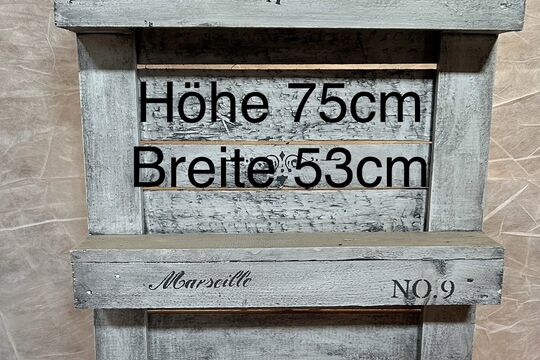 Höhe 75cm
Breite 53cm
Marseille NO.9